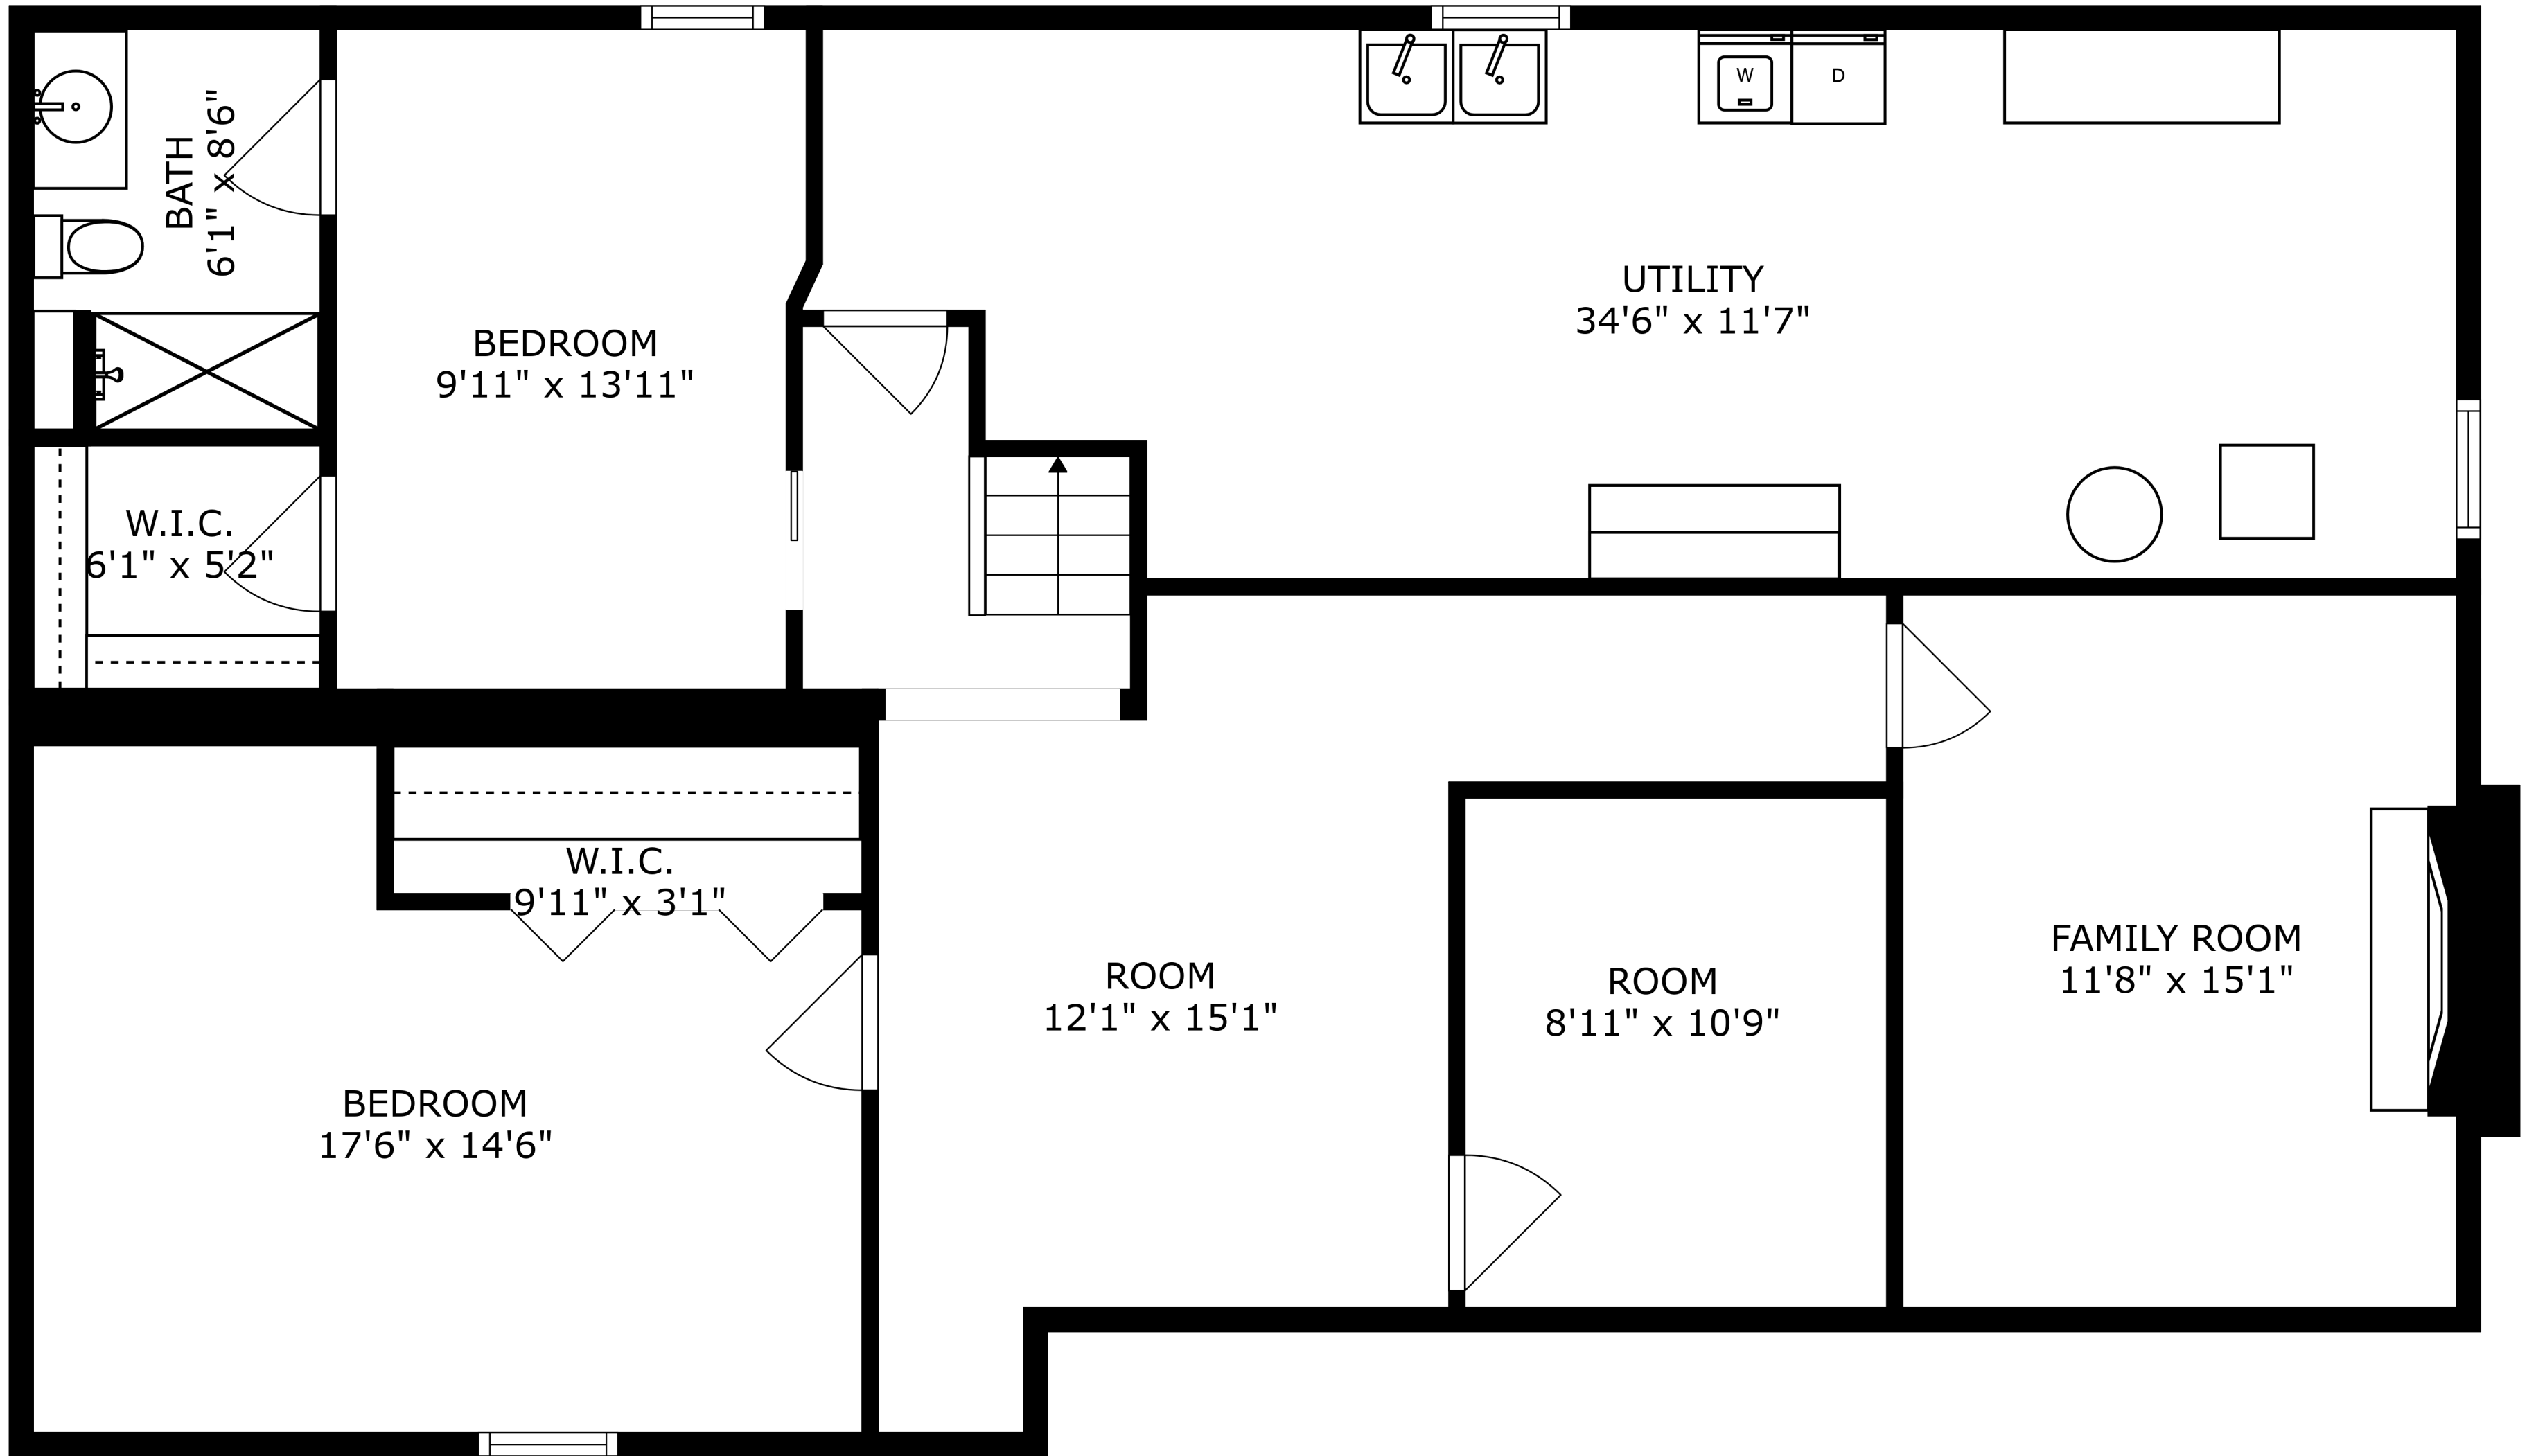 BATH
6'1" x 8'6"
BEDROOM
9'11" x 13'11"
W
D
UTILITY
34'6" x 11'7"
W.I.C.
6'1" x 5'2"
W.I.C.
9'11" x 3'1"
BEDROOM
17'6" x 14'6"
ROOM
12'1" x 15'1"
ROOM
8'11" x 10'9"
FAMILY ROOM
11'8" x 15'1"